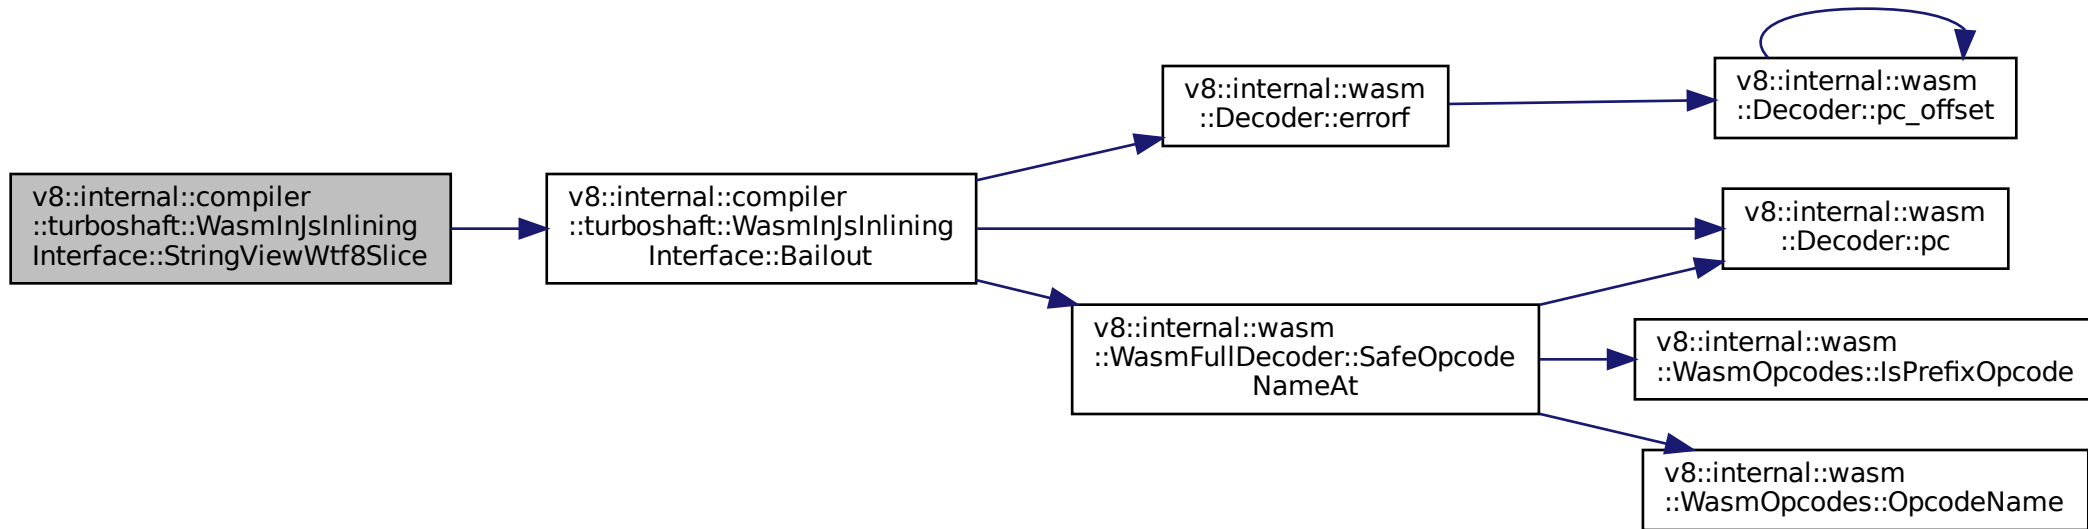 v8::internal::compiler
::turboshaft::WasmInJsInlining
Interface::StringViewWtf8Slice
v8::internal::compiler
::turboshaft::WasmInJsInlining
Interface::Bailout
v8::internal::wasm
::Decoder::errorf
v8::internal::wasm
::Decoder::pc_offset
v8::internal::wasm
::Decoder::pc
v8::internal::wasm
::WasmFullDecoder::SafeOpcode
NameAt
v8::internal::wasm
::WasmOpcodes::IsPrefixOpcode
v8::internal::wasm
::WasmOpcodes::OpcodeName